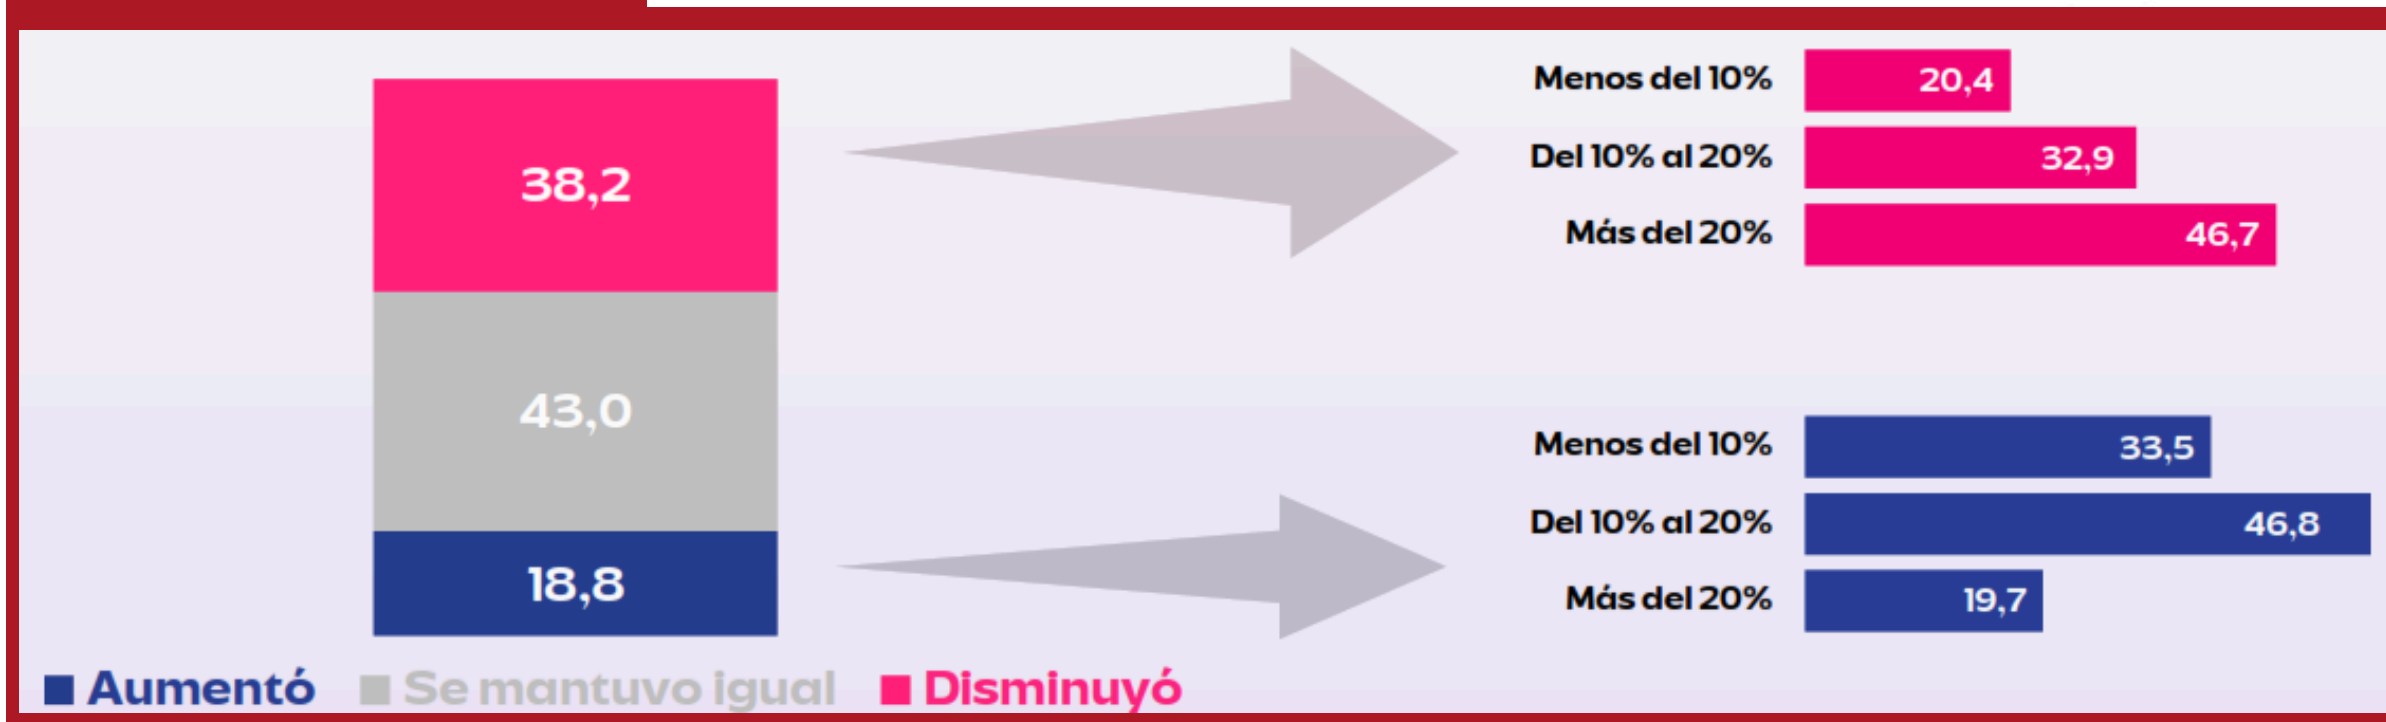 38,2
43,0
18,8
Menos del 10% 20,4
Del 10% al 20% 32,9
Más del 20% 46,7
Menos del 10% 33,5
Del 10% al 20% 46,8
Más del 20% 19,7
Aumentó Se mantuvo igual Disminuyó